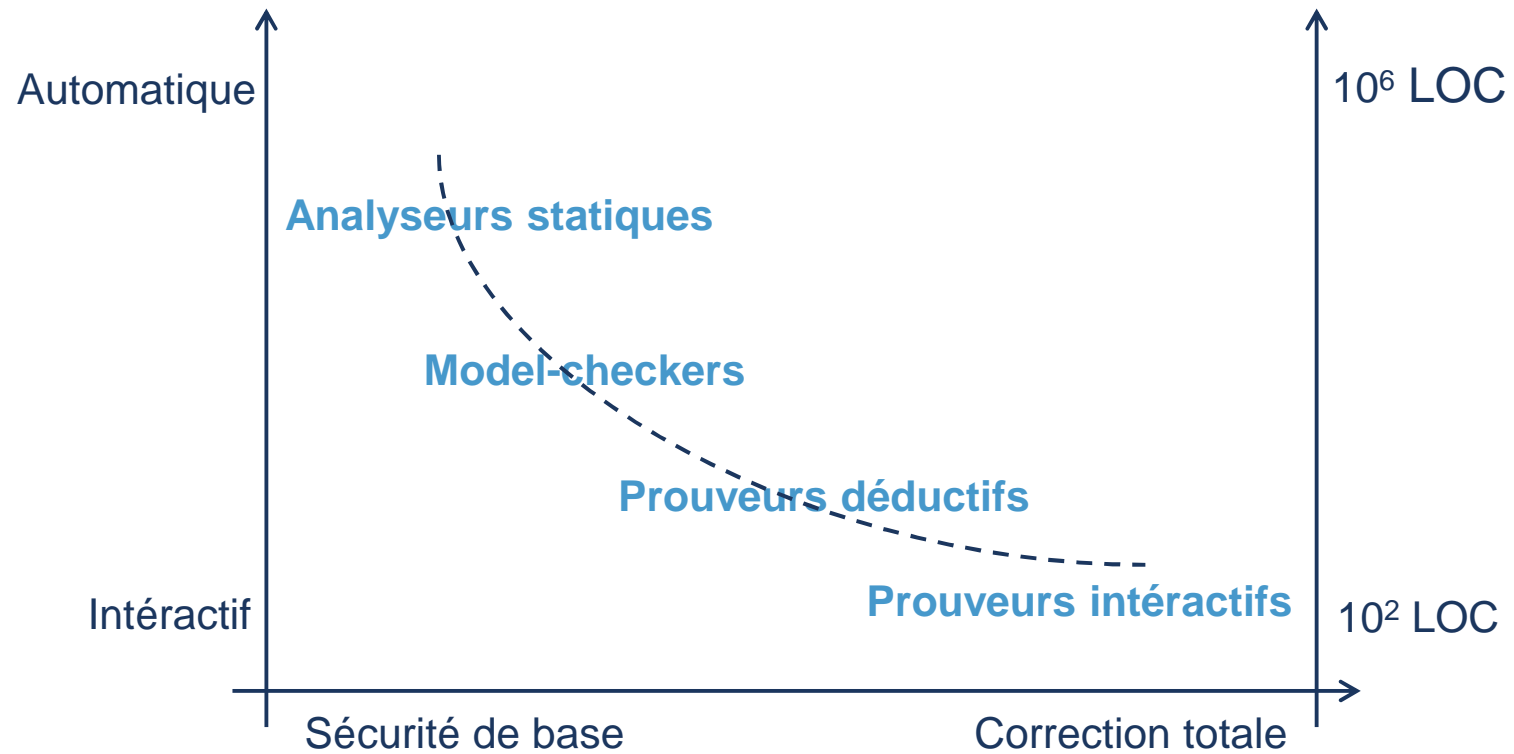 Automatique
10⁶ LOC
Analyseurs statiques
Model-checkers
Prouveurs déductifs
Prouveurs intéractifs
Intéractif
10² LOC
Sécurité de base
Correction totale